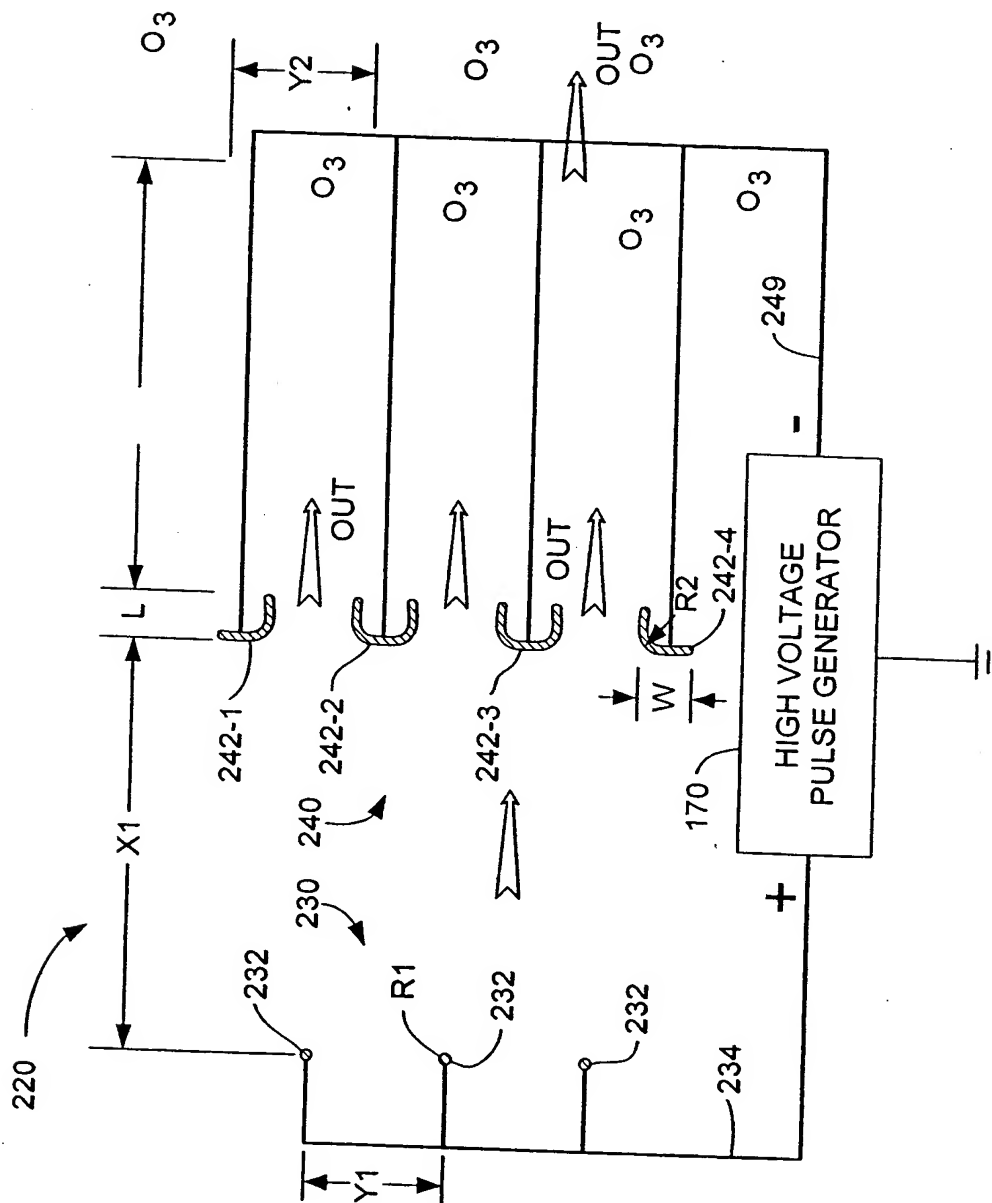 220
X1
L
Y2
O3
O3
OUT
O3
O3
O3
O3
O3
OUT
OUT
242-1
242-2
242-3
242-4
R2
W
240
230
232
R1
232
232
Y1
234
170
+
-
249
HIGH VOLTAGE
PULSE GENERATOR